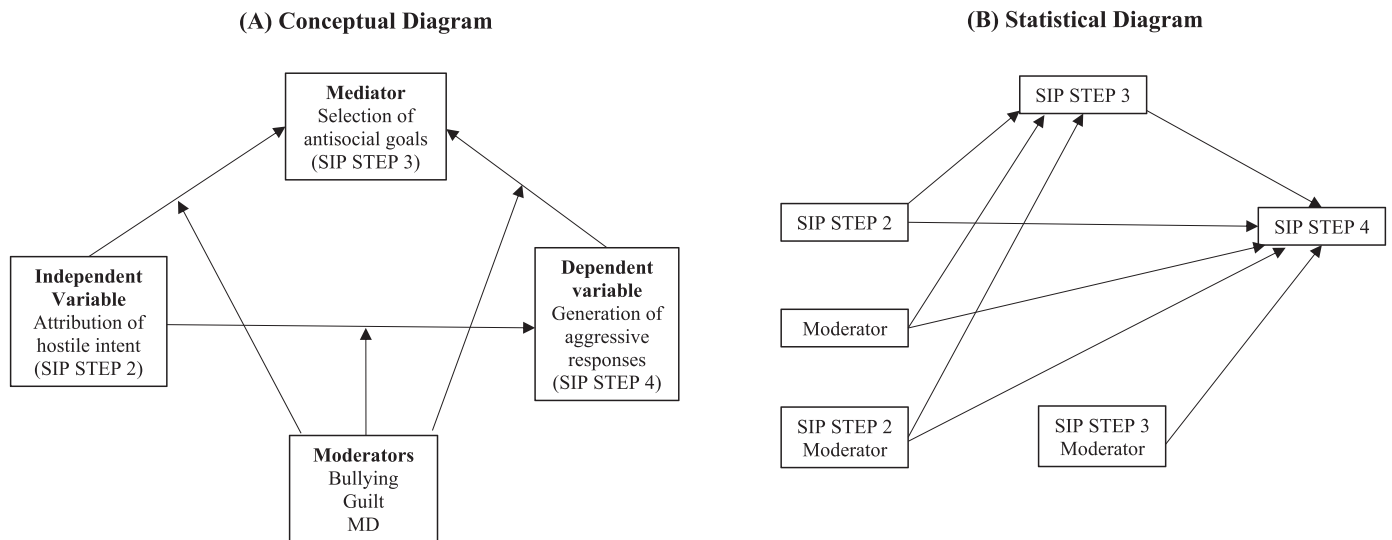 (A) Conceptual Diagram
Mediator
Selection of
antisocial goals
(SIP STEP 3)
Independent
Variable
Attribution of
hostile intent
(SIP STEP 2)
Dependent
variable
Generation of
aggressive
responses
(SIP STEP 4)
Moderators
Bullying
Guilt
MD
(B) Statistical Diagram
SIP STEP 3
SIP STEP 2
SIP STEP 4
Moderator
SIP STEP 2
Moderator
SIP STEP 3
Moderator